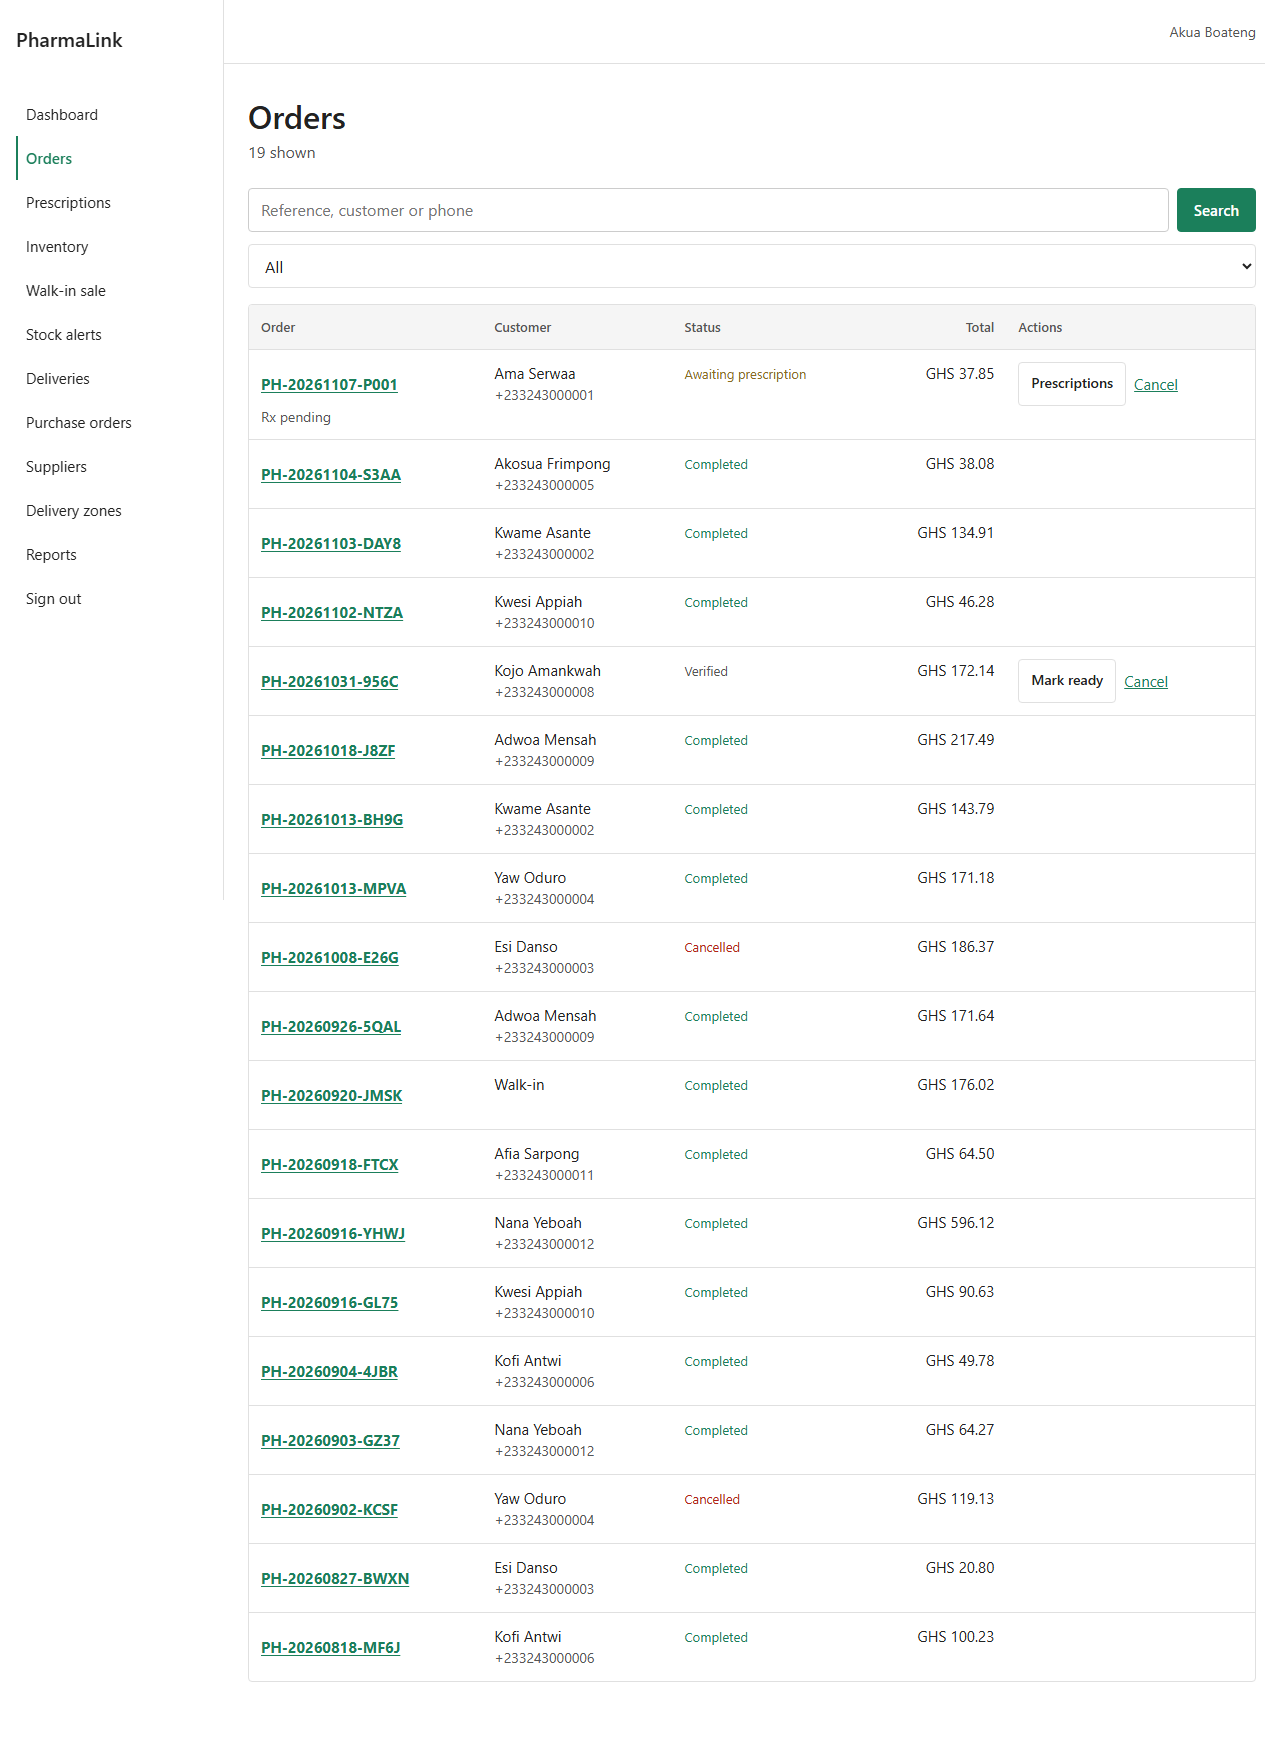 PharmaLink
Akua Boateng
Dashboard
Orders
Prescriptions
Inventory
Walk-in sale
Stock alerts
Deliveries
Purchase orders
Suppliers
Delivery zones
Reports
Sign out
Orders
19 shown
Reference, customer or phone
Search
All
Order Customer Status Total Actions
PH-20261107-P001 Ama Serwaa Awaiting prescription GHS 37.85 Prescriptions Cancel
+233243000001
Rx pending
PH-20261104-S3AA Akosua Frimpong Completed GHS 38.08
+233243000005
PH-20261103-DAY8 Kwame Asante Completed GHS 134.91
+233243000002
PH-20261102-NTZA Kwesi Appiah Completed GHS 46.28
+233243000010
PH-20261031-956C Kojo Amankwah Verified GHS 172.14 Mark ready Cancel
+233243000008
PH-20261018-J8ZF Adwoa Mensah Completed GHS 217.49
+233243000009
PH-20261013-BH9G Kwame Asante Completed GHS 143.79
+233243000002
PH-20261013-MPVA Yaw Oduro Completed GHS 171.18
+233243000004
PH-20261008-E26G Esi Danso Cancelled GHS 186.37
+233243000003
PH-20260926-5QAL Adwoa Mensah Completed GHS 171.64
+233243000009
PH-20260920-JMSK Walk-in Completed GHS 176.02
PH-20260918-FTCX Afia Sarpong Completed GHS 64.50
+233243000011
PH-20260916-YHWJ Nana Yeboah Completed GHS 596.12
+233243000012
PH-20260916-GL75 Kwesi Appiah Completed GHS 90.63
+233243000010
PH-20260904-4JBR Kofi Antwi Completed GHS 49.78
+233243000006
PH-20260903-GZ37 Nana Yeboah Completed GHS 64.27
+233243000012
PH-20260902-KCSF Yaw Oduro Cancelled GHS 119.13
+233243000004
PH-20260827-BWXN Esi Danso Completed GHS 20.80
+233243000003
PH-20260818-MF6J Kofi Antwi Completed GHS 100.23
+233243000006